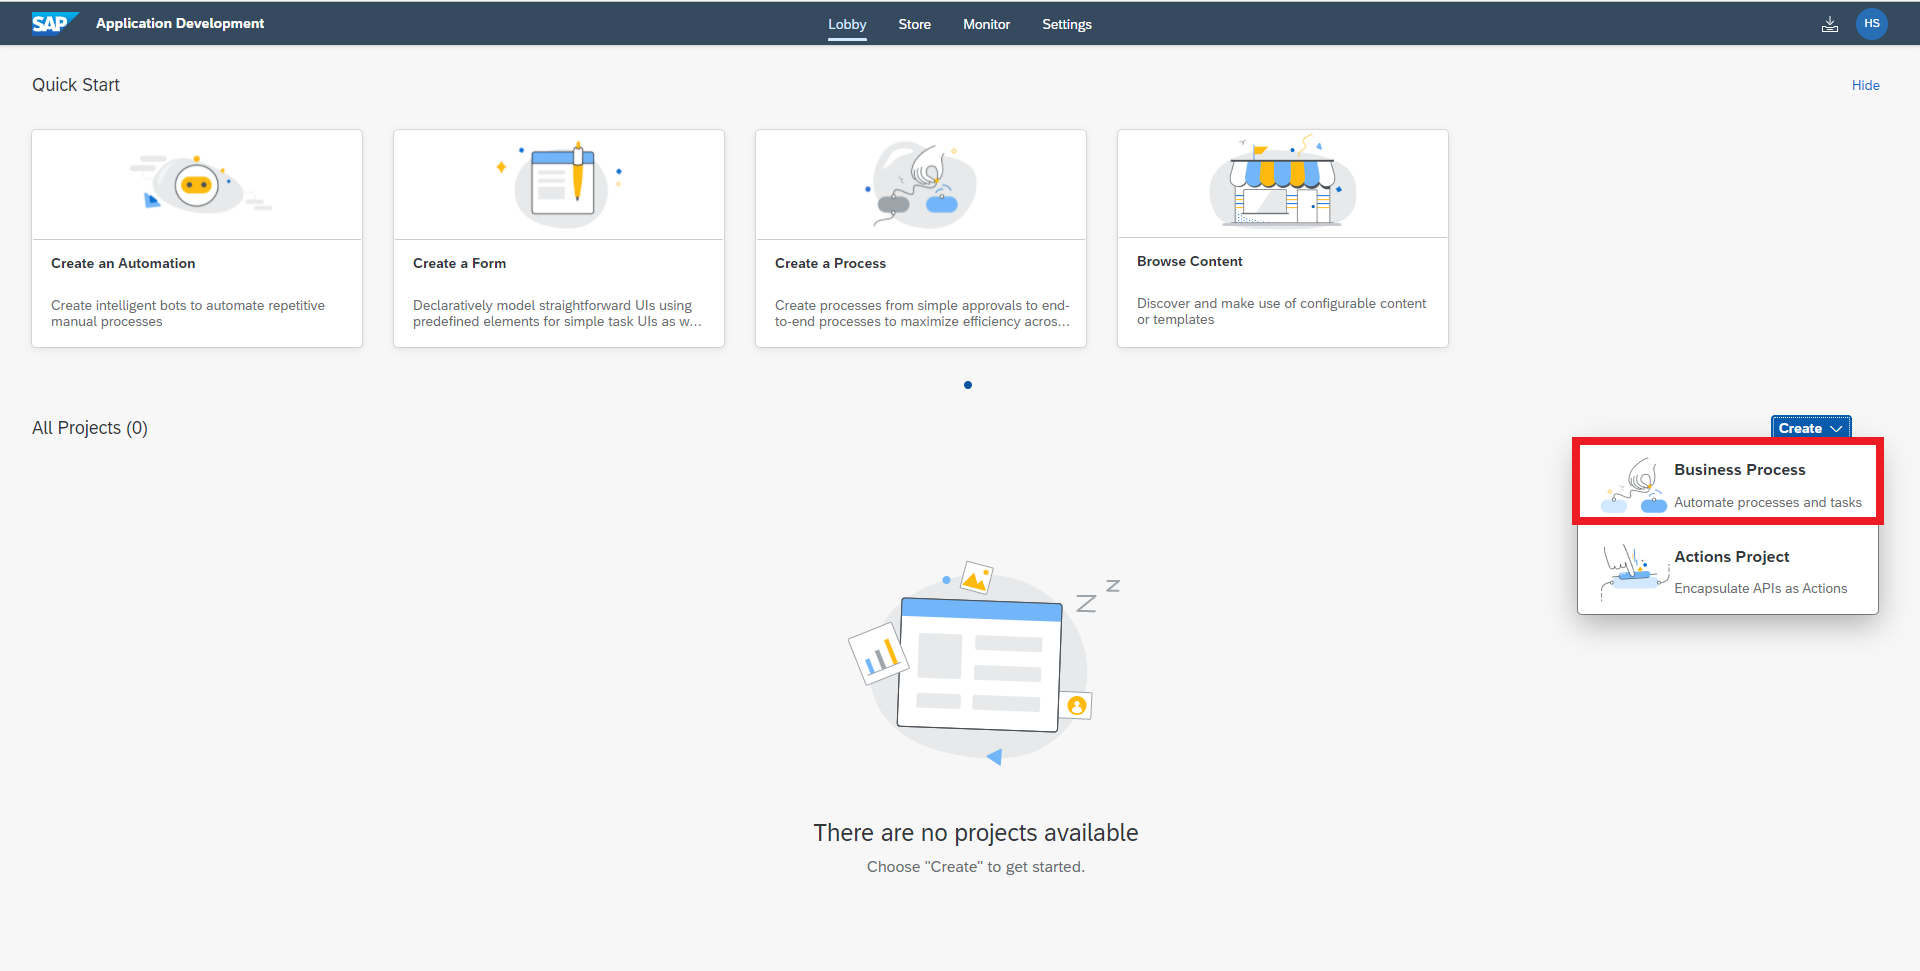 SAP Application Development Lobby Store Monitor Settings HS
Quick Start Hide
Create an Automation
Create intelligent bots to automate repetitive
manual processes
Create a Form
Declaratively model straightforward UIs using
predefined elements for simple task UIs as w...
Create a Process
Create processes from simple approvals to end-
to-end processes to maximize efficiency acros...
Browse Content
Discover and make use of configurable content
or templates
All Projects (0) Create
Business Process
Automate processes and tasks
Actions Project
Encapsulate APIs as Actions
Z Z
There are no projects available
Choose "Create" to get started.